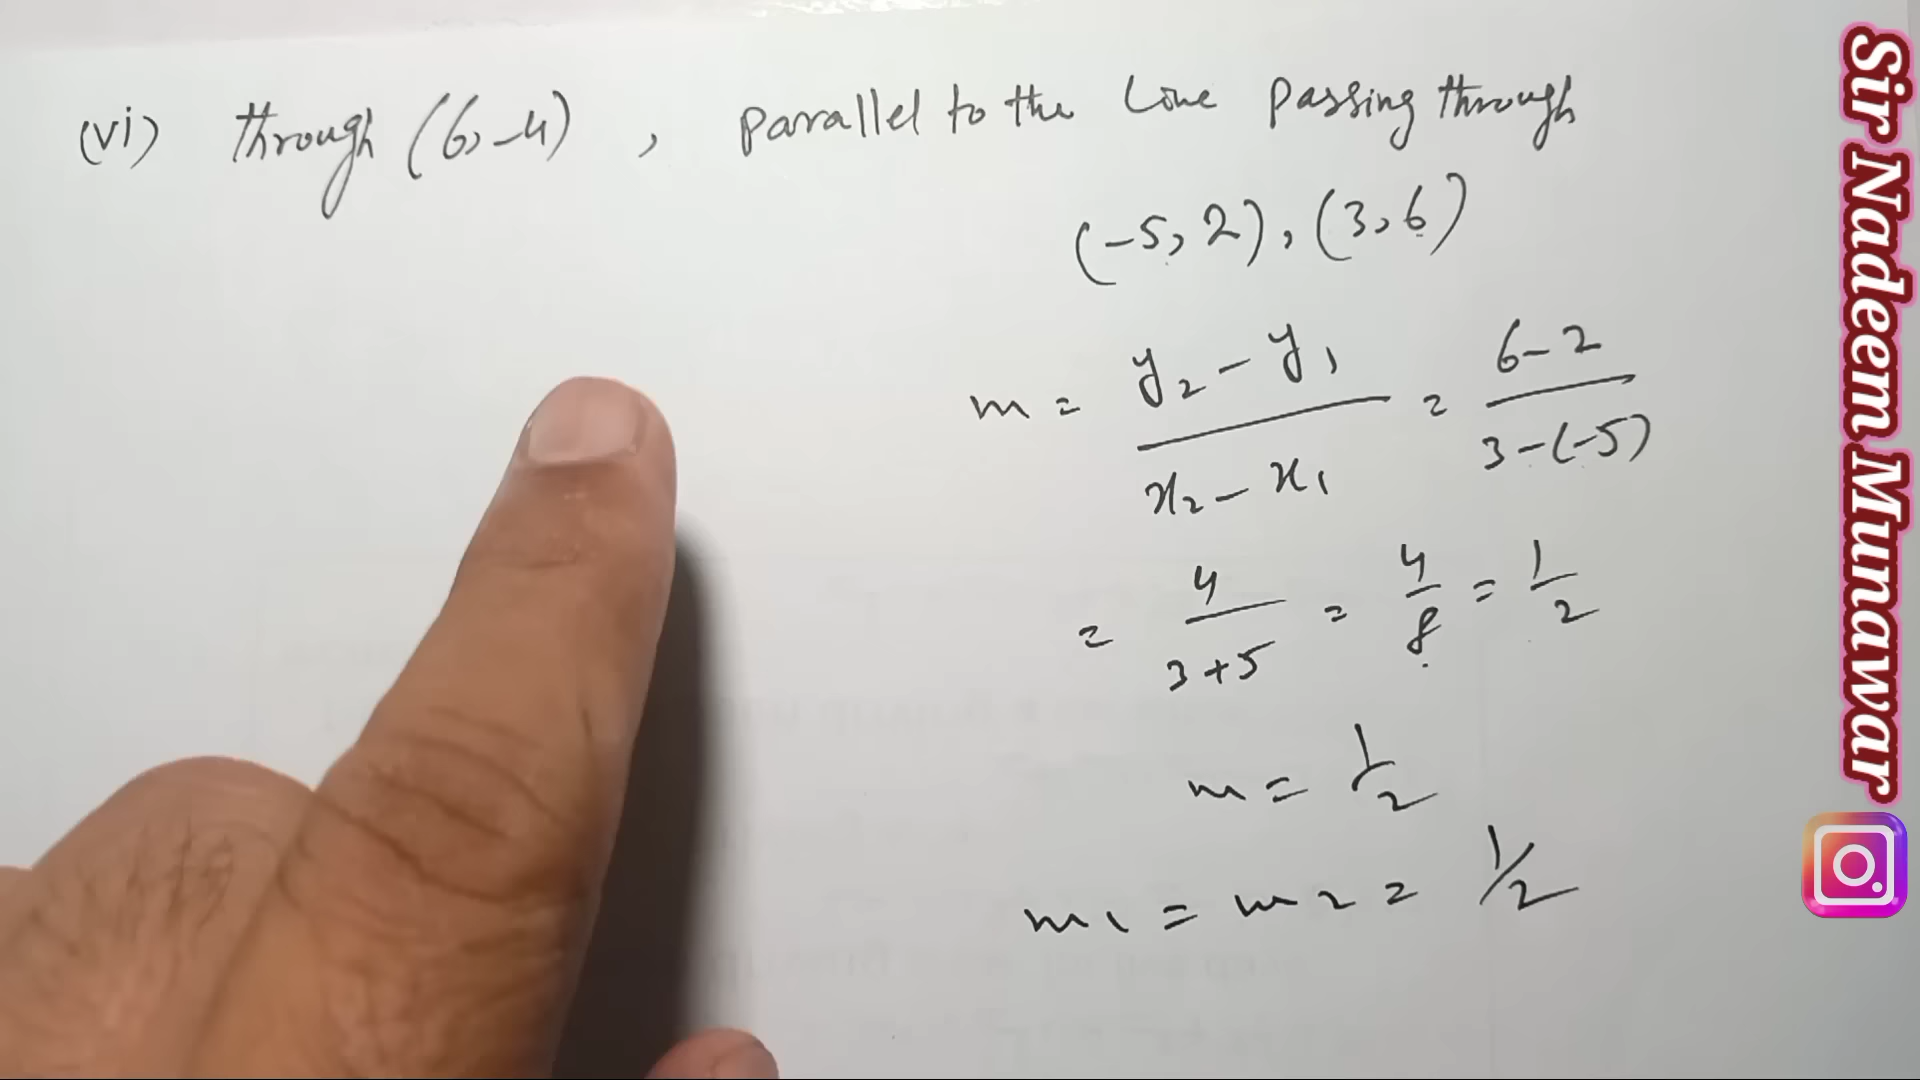 (vi) through (6, -4) , parallel to the Line passing through
(-5, 2), (3, 6)
m = y₂ - y₁ / x₂ - x₁ = 6 - 2 / 3 - (-5)
= 4 / 3+5 = 4/8 = 1/2
m = 1/2
m₁ = m₂ = 1/2
Sir Nadeem Munawar